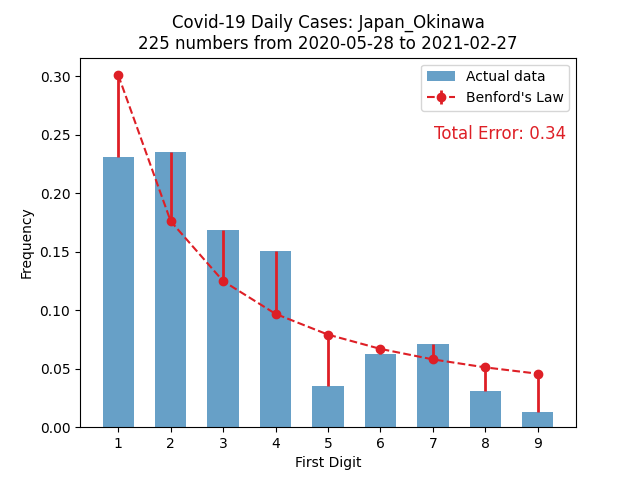 Covid-19 Daily Cases: Japan_Okinawa
225 numbers from 2020-05-28 to 2021-02-27
Actual data
Benford's Law
Total Error: 0.34
Frequency
0.30
0.25
0.20
0.15
0.10
0.05
0.00
1 2 3 4 5 6 7 8 9
First Digit